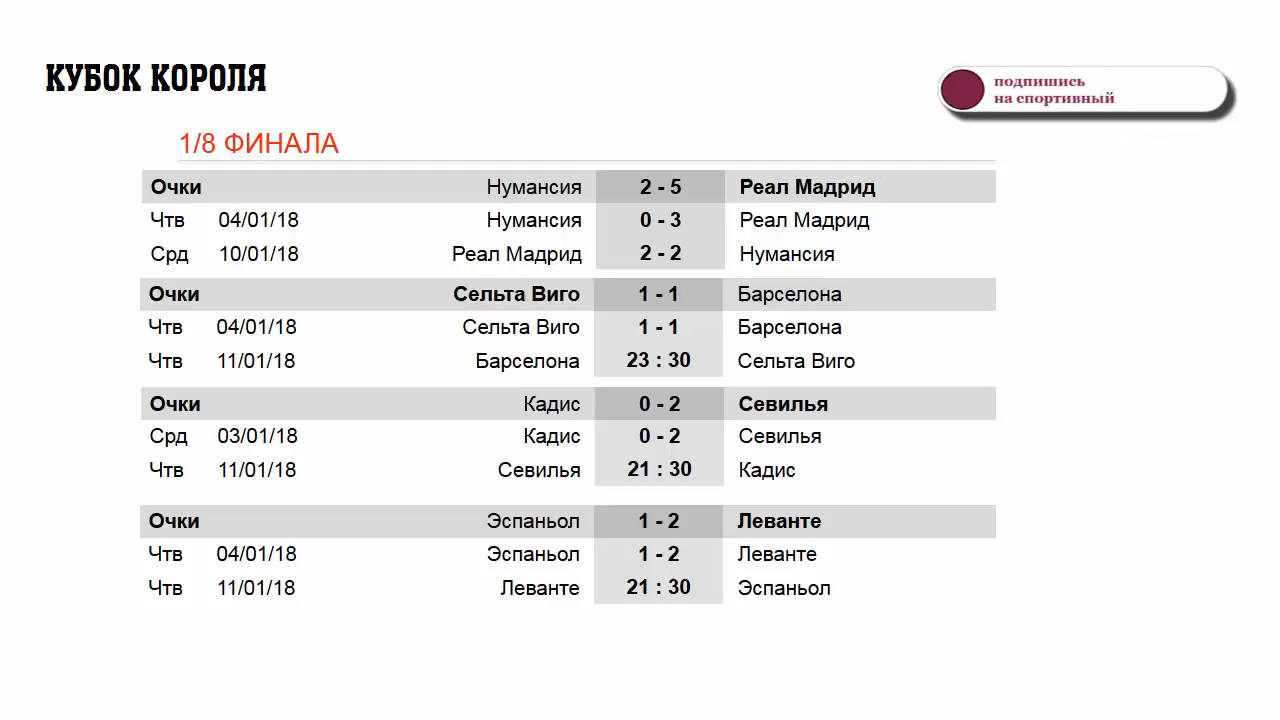 КУБОК КОРОЛЯ
подпишись
на спортивный
1/8 ФИНАЛА
Очки Нумансия 2 - 5 Реал Мадрид
Чтв 04/01/18 Нумансия 0 - 3 Реал Мадрид
Срд 10/01/18 Реал Мадрид 2 - 2 Нумансия
Очки Сельта Виго 1 - 1 Барселона
Чтв 04/01/18 Сельта Виго 1 - 1 Барселона
Чтв 11/01/18 Барселона 23 : 30 Сельта Виго
Очки Кадис 0 - 2 Севилья
Срд 03/01/18 Кадис 0 - 2 Севилья
Чтв 11/01/18 Севилья 21 : 30 Кадис
Очки Эспаньол 1 - 2 Леванте
Чтв 04/01/18 Эспаньол 1 - 2 Леванте
Чтв 11/01/18 Леванте 21 : 30 Эспаньол